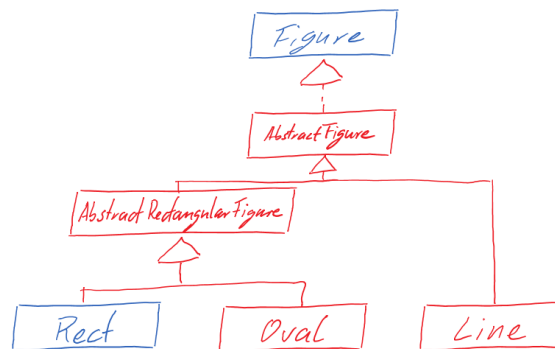 Figure
AbstractFigure
AbstractRectangularFigure
Rect
Oval
Line